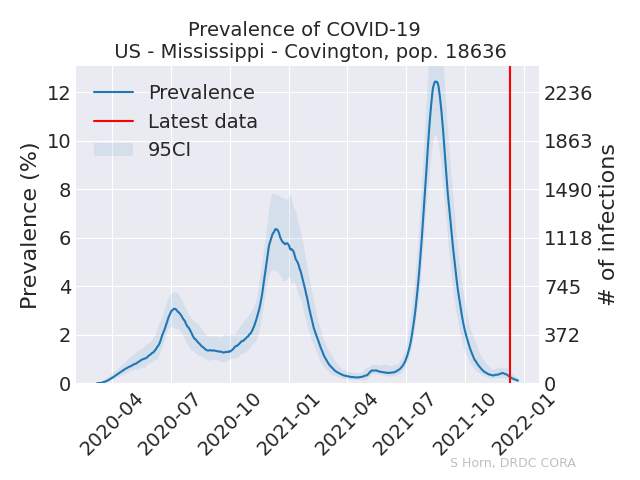 Prevalence of COVID-19
US - Mississippi - Covington, pop. 18636
Prevalence
Latest data
95CI
Prevalence (%)
12
10
8
6
4
2
0
2236
1863
1490
1118
745
372
0
# of infections
2020-04
2020-07
2020-10
2021-01
2021-04
2021-07
2021-10
2022-01
S Horn, DRDC CORA